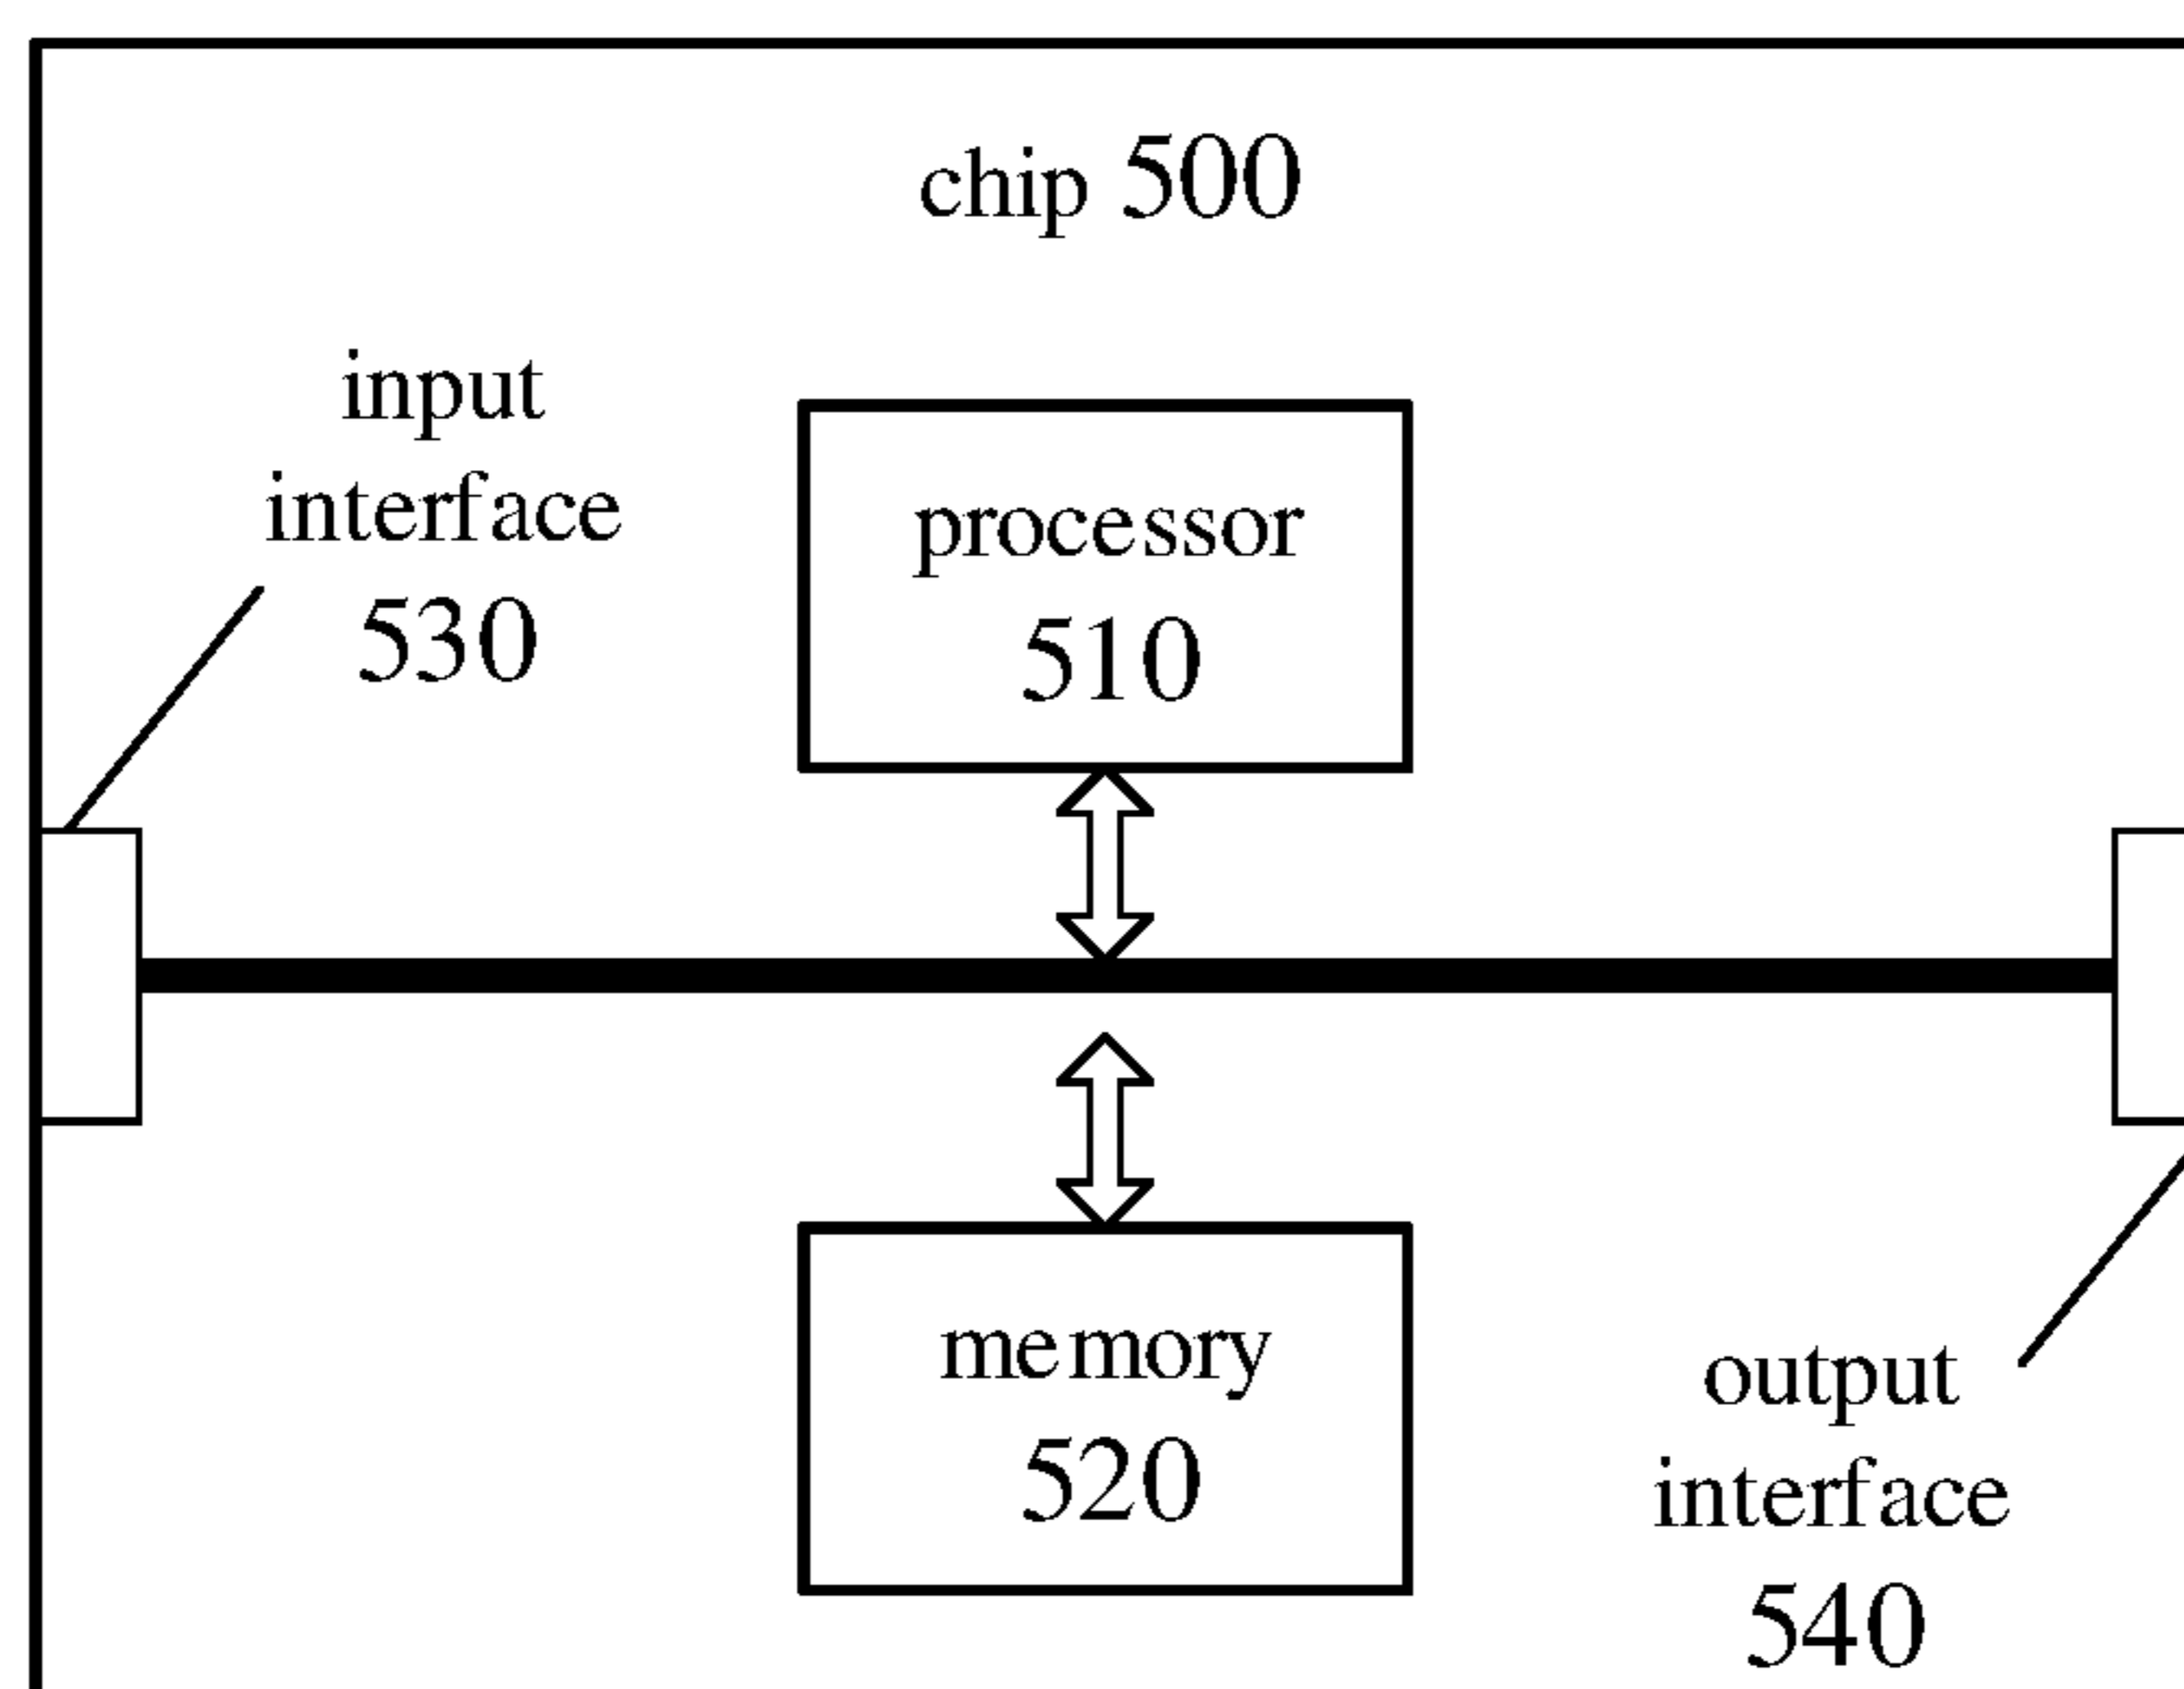 chip 500
input
interface
530
processor
510
memory
520
output
interface
540